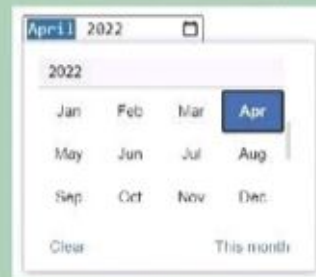 April 2022
2022
Jan Feb Mar Apr
May Jun Jul Aug
Sep Oct Nov Dec
Clear This month